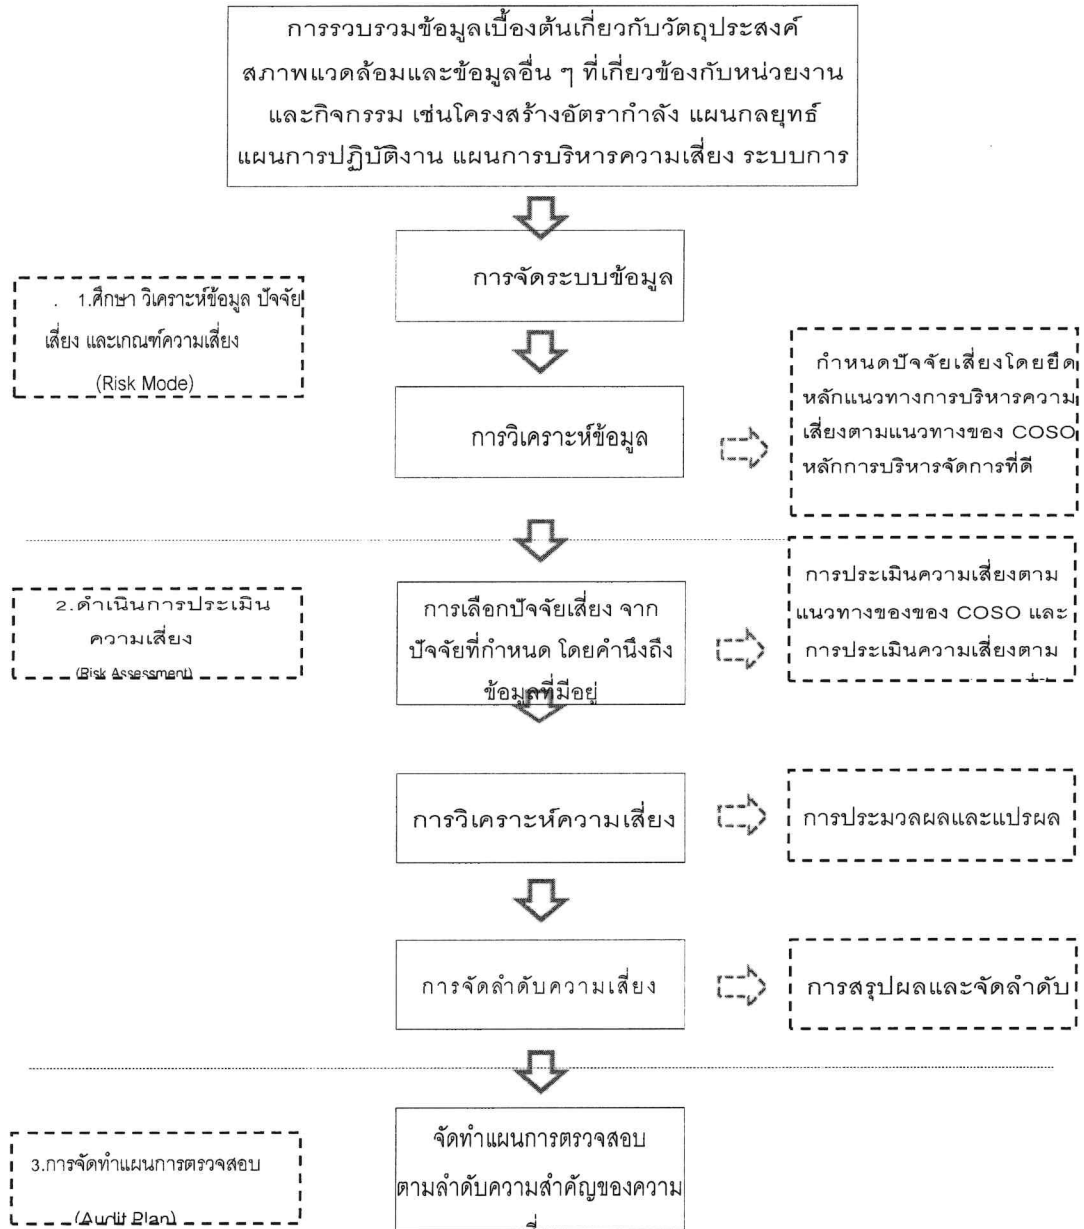 การรวบรวมข้อมูลเบื้องต้นเกี่ยวกับวัตถุประสงค์
สภาพแวดล้อมและข้อมูลอื่น ๆ ที่เกี่ยวข้องกับหน่วยงาน
และกิจกรรม เช่นโครงสร้างอัตรากำลัง แผนกลยุทธ์
แผนการปฏิบัติงาน แผนการบริหารความเสี่ยง ระบบการ
การจัดระบบข้อมูล
. 1.ศึกษา วิเคราะห์ข้อมูล ปัจจัย
เสี่ยง และเกณฑ์ความเสี่ยง
(Risk Mode)
การวิเคราะห์ข้อมูล
กำหนดปัจจัยเสี่ยงโดยยึด
หลักแนวทางการบริหารความ
เสี่ยงตามแนวทางของ COSO
หลักการบริหารจัดการที่ดี
2.ดำเนินการประเมิน
ความเสี่ยง
(Risk Assessment)
การเลือกปัจจัยเสี่ยง จาก
ปัจจัยที่กำหนด โดยคำนึงถึง
ข้อมูลที่มีอยู่
การประเมินความเสี่ยงตาม
แนวทางของของ COSO และ
การประเมินความเสี่ยงตาม
การวิเคราะห์ความเสี่ยง
การประมวลผลและแปรผล
การจัดลำดับความเสี่ยง
การสรุปผลและจัดลำดับ
3.การจัดทำแผนการตรวจสอบ
(Audit Plan)
จัดทำแผนการตรวจสอบ
ตามลำดับความสำคัญของความ